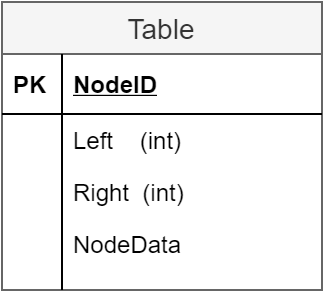 Table
PK NodeID
Left (int)
Right (int)
NodeData